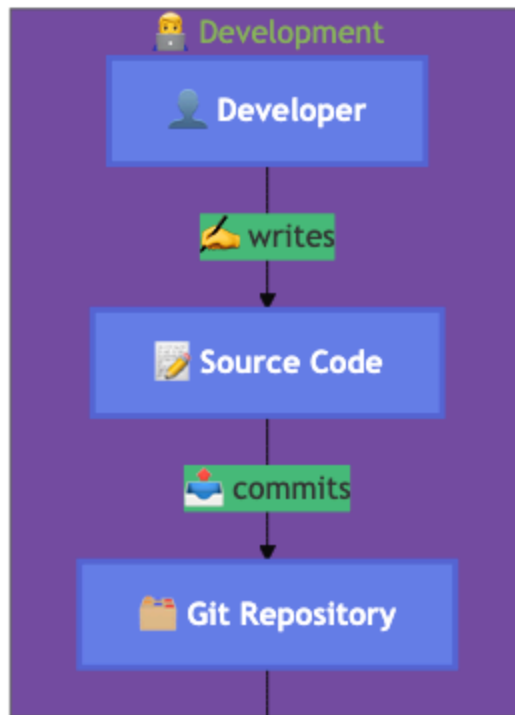 👨‍💻 Development
👤 Developer
✍️ writes
📝 Source Code
📤 commits
🗂️ Git Repository